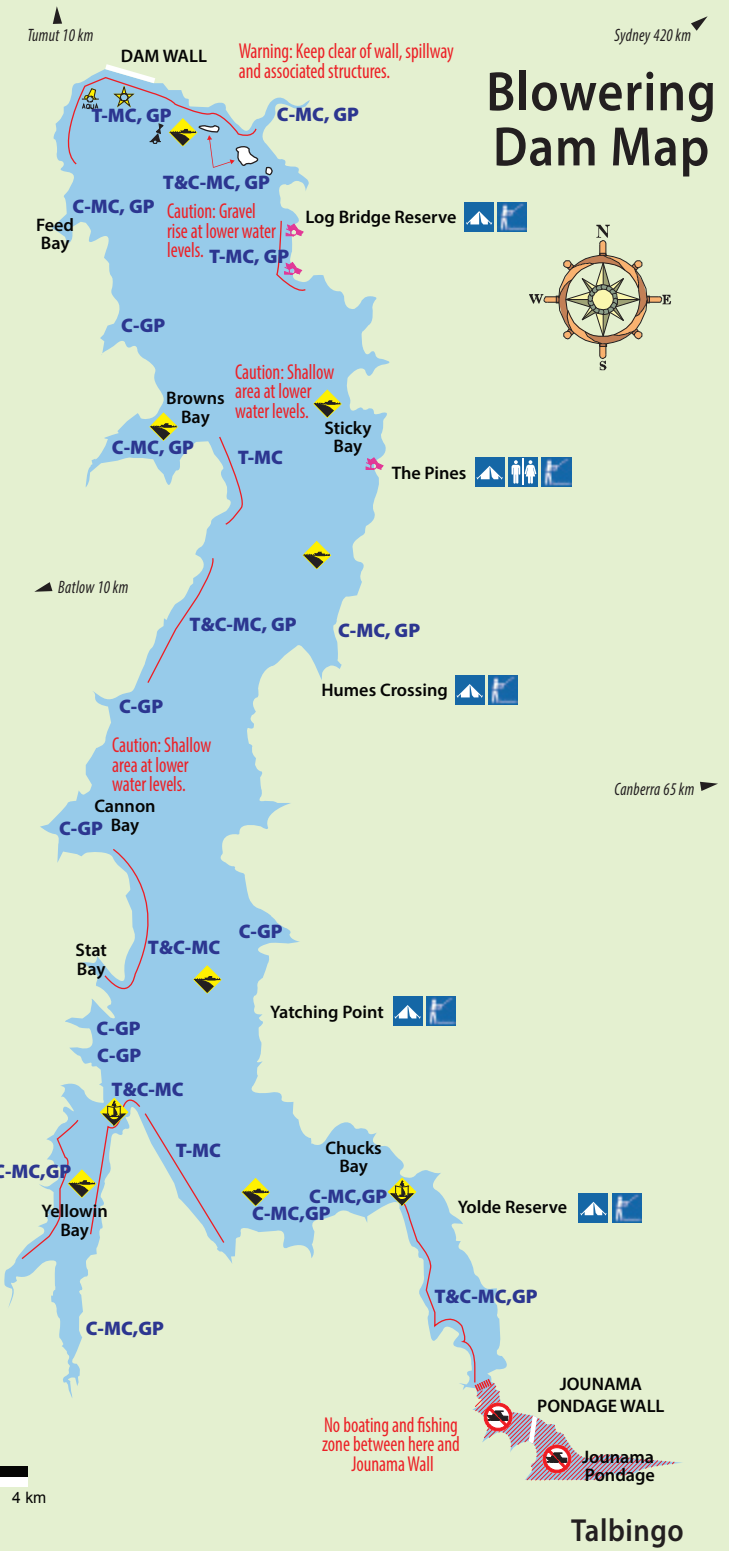 Tumut 10 km
Sydney 420 km
DAM WALL
Warning: Keep clear of wall, spillway
and associated structures.
Blowering
Dam Map
AQUA
T-MC, GP
C-MC, GP
T&C-MC, GP
C-MC, GP
Feed
Bay
Caution: Gravel
rise at lower water
levels.
T-MC, GP
Log Bridge Reserve
N
W
E
S
C-GP
Caution: Shallow
area at lower
water levels.
Browns
Bay
Sticky
Bay
C-MC, GP
T-MC
The Pines
Batlow 10 km
T&C-MC, GP
C-MC, GP
Humes Crossing
C-GP
Caution: Shallow
area at lower
water levels.
Canberra 65 km
Cannon
Bay
C-GP
C-GP
Stat
Bay
T&C-MC
Yatching Point
C-GP
C-GP
T&C-MC
T-MC
Chucks
Bay
C-MC,GP
C-MC,GP
C-MC,GP
Yellowin
Bay
Yolde Reserve
T&C-MC,GP
C-MC,GP
JOUNAMA
PONDAGE WALL
No boating and fishing
zone between here and
Jounama Wall
Jounama
Pondage
4 km
Talbingo